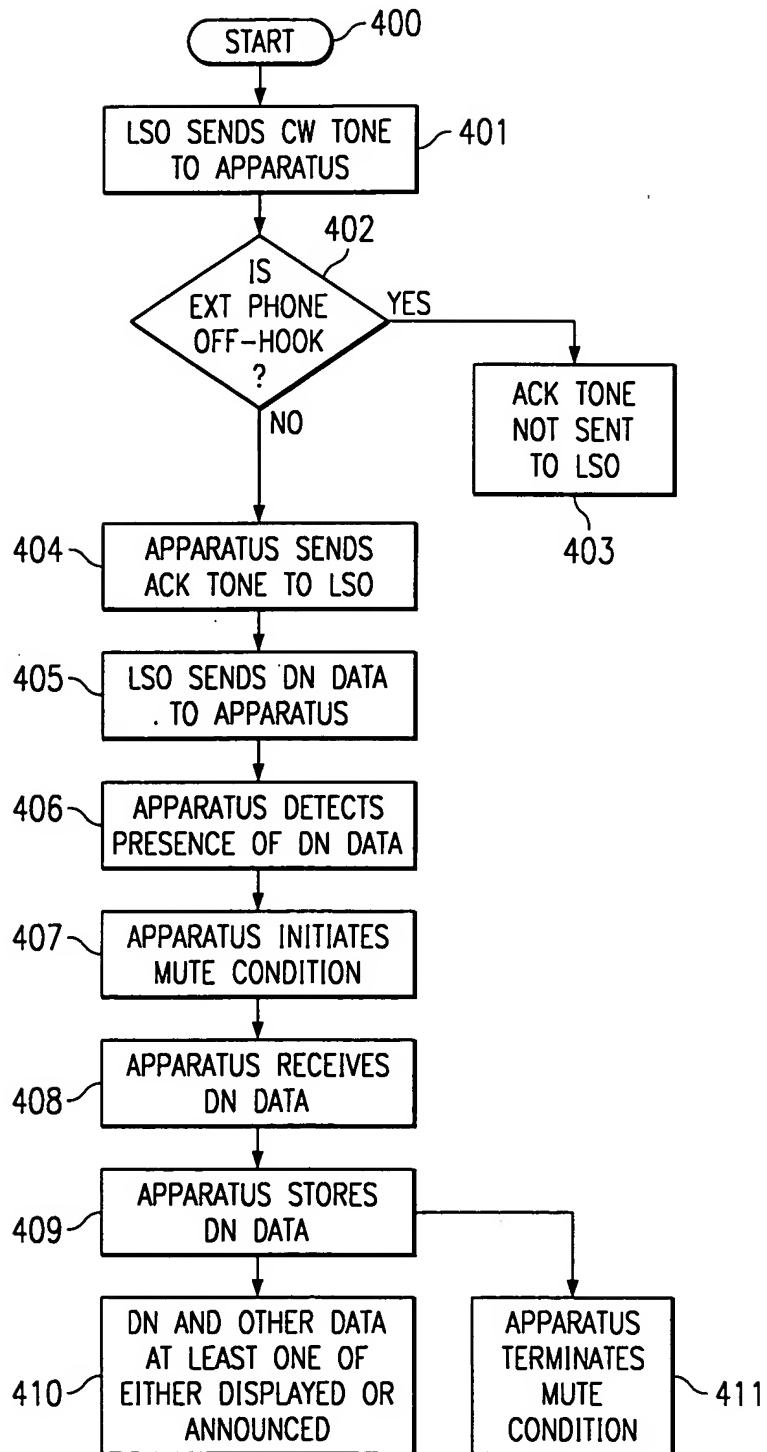 START
400
LSO SENDS CW TONE
TO APPARATUS
401
402
IS
EXT PHONE
OFF-HOOK
?
YES
NO
ACK TONE
NOT SENT
TO LSO
403
404
APPARATUS SENDS
ACK TONE TO LSO
405
LSO SENDS DN DATA
TO APPARATUS
406
APPARATUS DETECTS
PRESENCE OF DN DATA
407
APPARATUS INITIATES
MUTE CONDITION
408
APPARATUS RECEIVES
DN DATA
409
APPARATUS STORES
DN DATA
410
DN AND OTHER DATA
AT LEAST ONE OF
EITHER DISPLAYED OR
ANNOUNCED
APPARATUS
TERMINATES
MUTE
CONDITION
411